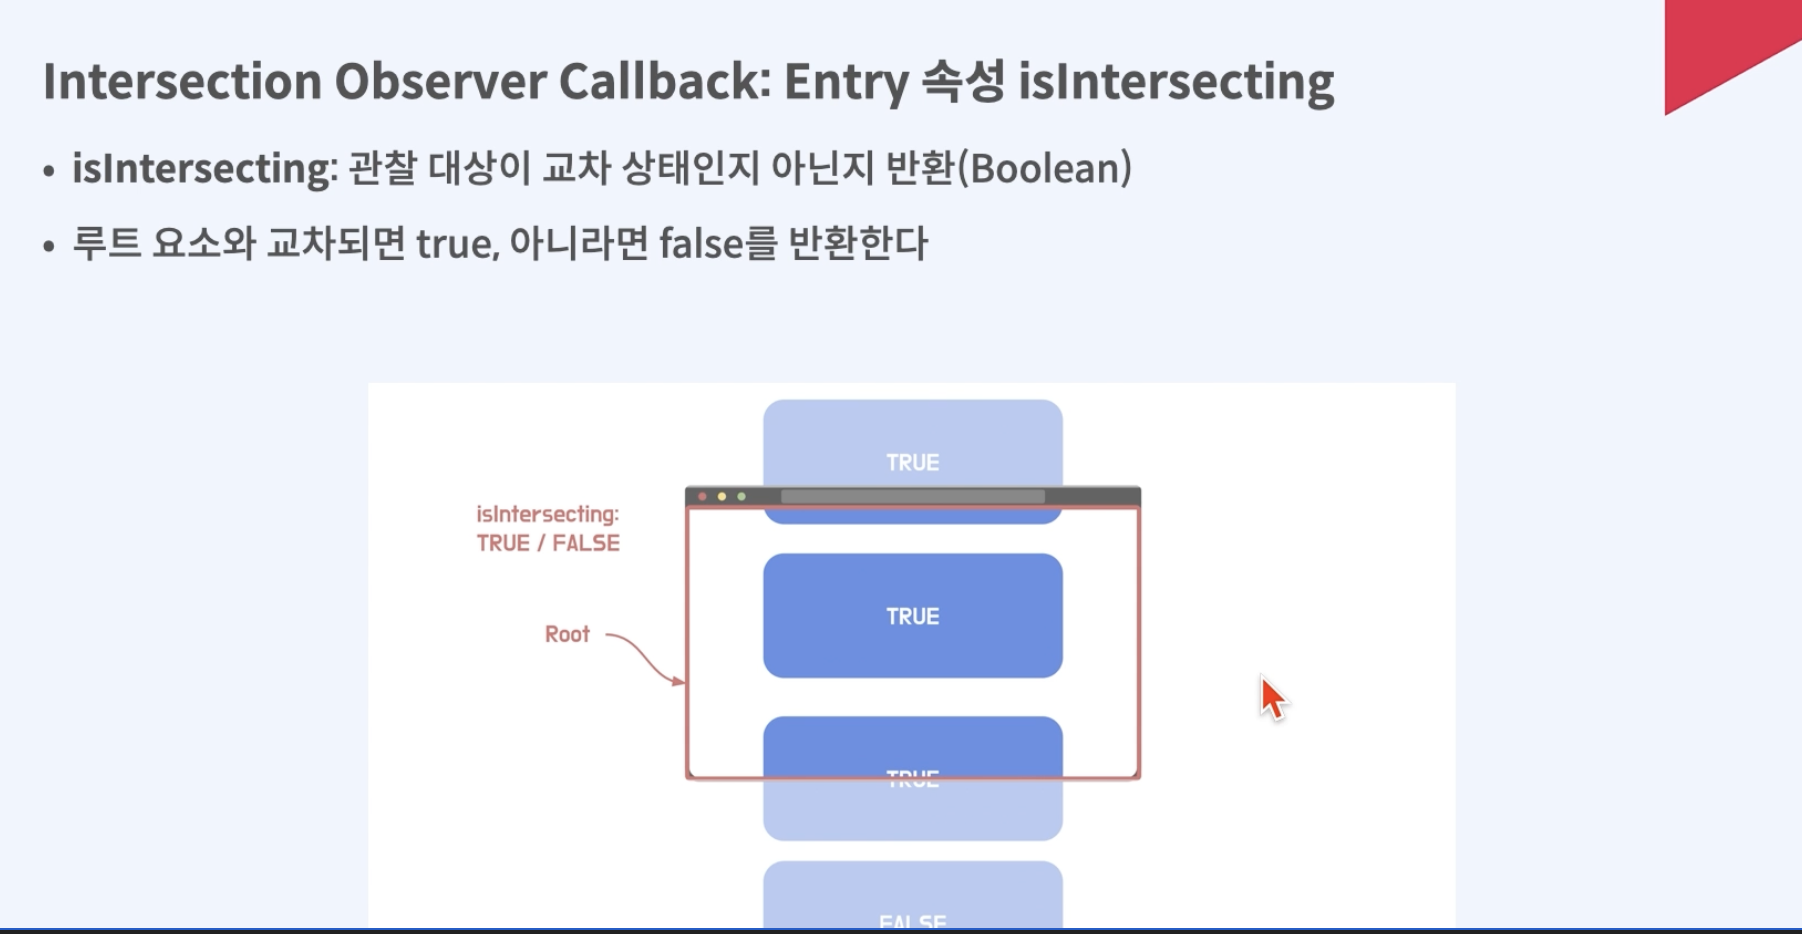 Intersection Observer Callback: Entry 속성 isIntersecting
• isIntersecting: 관찰 대상이 교차 상태인지 아닌지 반환(Boolean)
• 루트 요소와 교차되면 true, 아니라면 false를 반환한다
TRUE
isIntersecting:
TRUE / FALSE
TRUE
Root
TRUE
FALSE